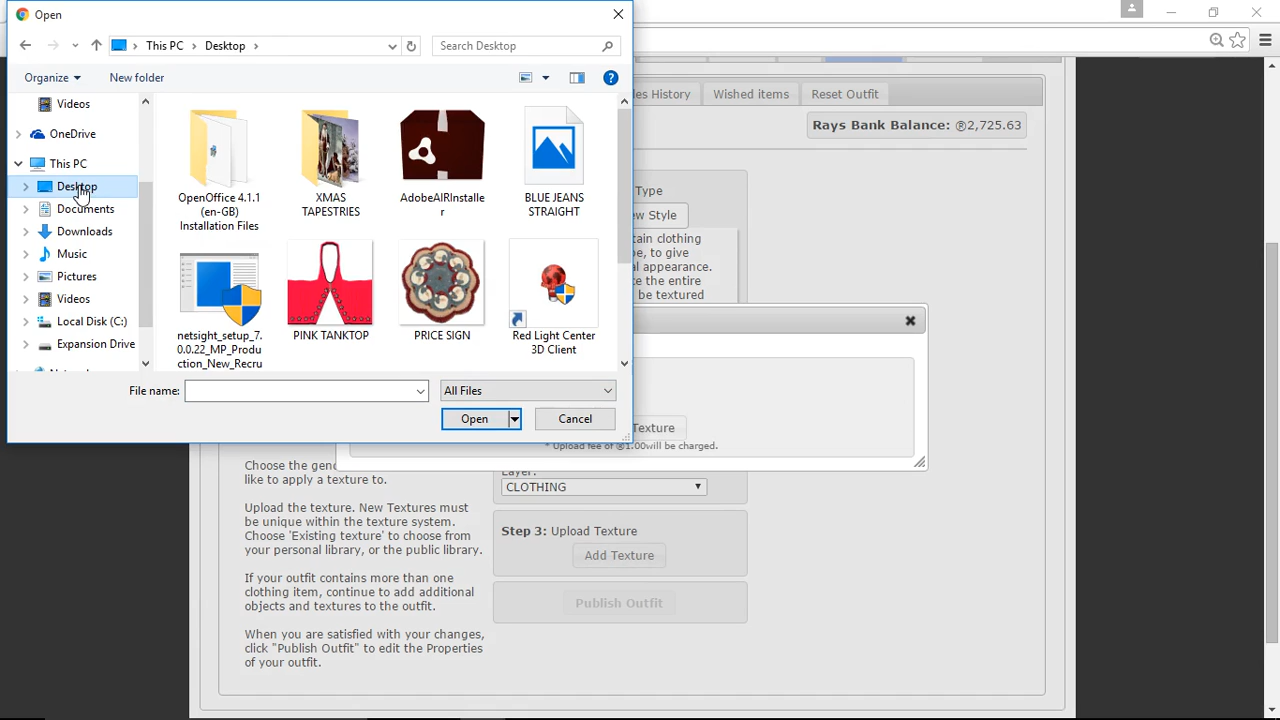 Open
This PC
Desktop
Search Desktop
Organize
New folder
Videos
OneDrive
This PC
Desktop
Documents
Downloads
Music
Pictures
Videos
Local Disk (C:)
Expansion Drive
OpenOffice 4.1.1
(en-GB)
Installation Files
XMAS
TAPESTRIES
AdobeAIRInstalle
r
BLUE JEANS
STRAIGHT
netsight_setup_7.
0.0.22_MP_Produ
ction_New_Recru
PINK TANKTOP
PRICE SIGN
Red Light Center
3D Client
File name:
All Files
Open
Cancel
les History
Wished items
Reset Outfit
Rays Bank Balance: ®2,725.63
Type
ew Style
tain clothing
pe, to give
al appearance.
te the entire
be textured
Texture
* Upload fee of ®1.00will be charged.
Choose the gen
like to apply a texture to.
Upload the texture. New Textures must
be unique within the texture system.
Choose 'Existing texture' to choose from
your personal library, or the public library.
If your outfit contains more than one
clothing item, continue to add additional
objects and textures to the outfit.
When you are satisfied with your changes,
click "Publish Outfit" to edit the Properties
of your outfit.
Layer:
CLOTHING
Step 3: Upload Texture
Add Texture
Publish Outfit